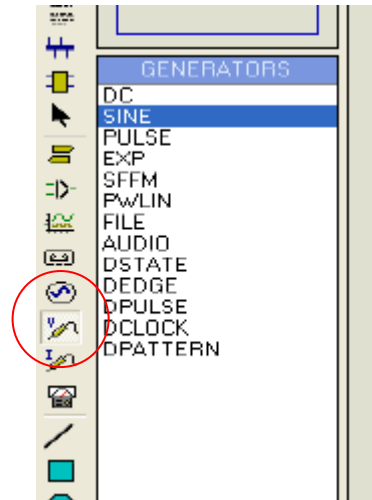 GENERATORS
DC
SINE
PULSE
EXP
SFFM
PWLIN
FILE
AUDIO
DSTATE
DEDGE
DPULSE
DCLOCK
DPATTERN
V
I